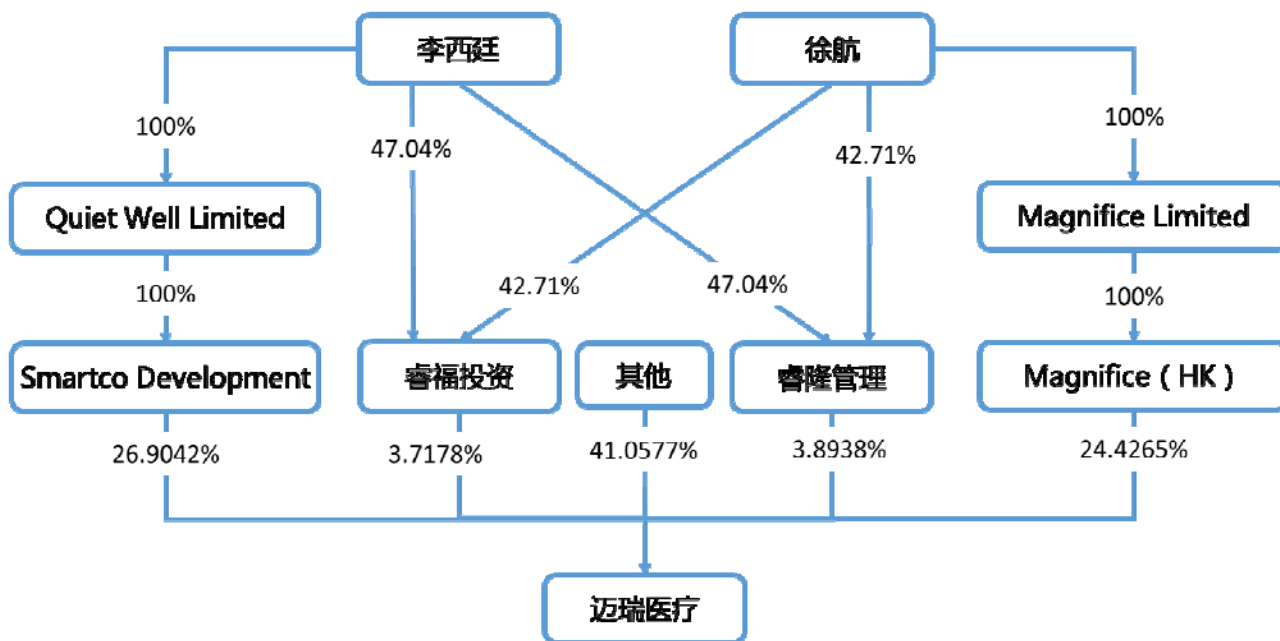 李西廷
徐航
100%
47.04%
42.71%
100%
Quiet Well Limited
Magnifice Limited
100%
42.71%
47.04%
100%
Smartco Development
睿福投资
其他
睿隆管理
Magnifice（HK）
26.9042%
3.7178%
41.0577%
3.8938%
24.4265%
迈瑞医疗